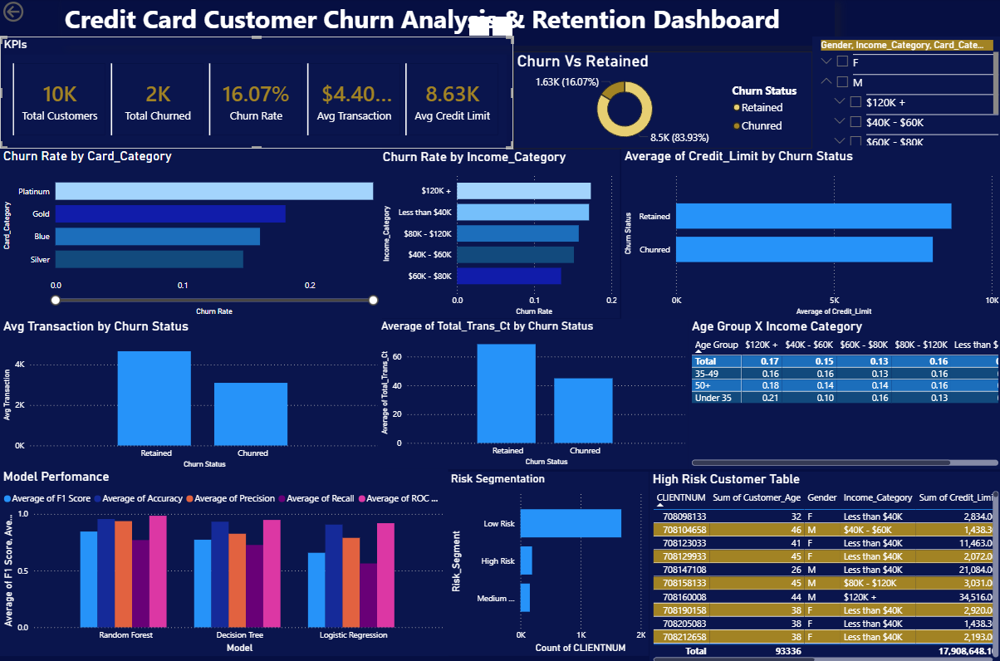 Credit Card Customer Churn Analysis & Retention Dashboard
KPIs
10K
Total Customers
2K
Total Churned
16.07%
Churn Rate
$4.40...
Avg Transaction
8.63K
Avg Credit Limit
Churn Vs Retained
1.63K (16.07%)
8.5K (83.93%)
Churn Status
Retained
Chunred
Gender, Income_Category, Card_Cate...
F
M
$120K +
$40K - $60K
$60K - $80K
Churn Rate by Card_Category
Card_Category
Platinum
Gold
Blue
Silver
0.0 0.1 0.2
Churn Rate
Churn Rate by Income_Category
Income_Category
$120K +
Less than $40K
$80K - $120K
$40K - $60K
$60K - $80K
0.0 0.1 0.2
Churn Rate
Average of Credit_Limit by Churn Status
Churn Status
Retained
Chunred
0K 5K 10K
Average of Credit_Limit
Avg Transaction by Churn Status
Avg Transaction
4K
2K
0K
Retained Chunred
Churn Status
Average of Total_Trans_Ct by Churn Status
Average of Total_Trans_Ct
60
40
20
0
Retained Chunred
Churn Status
Age Group X Income Category
Age Group $120K + $40K - $60K $60K - $80K $80K - $120K Less than $
Total 0.17 0.15 0.13 0.16
35-49 0.16 0.16 0.13 0.16
50+ 0.18 0.14 0.14 0.16
Under 35 0.21 0.10 0.16 0.13
Model Perfomance
Average of F1 Score Average of Accuracy Average of Precision Average of Recall Average of ROC ...
Average of F1 Score, Ave...
1.0
0.5
0.0
Random Forest Decision Tree Logistic Regression
Model
Risk Segmentation
Risk_Segment
Low Risk
High Risk
Medium ...
0K 1K 2K
Count of CLIENTNUM
High Risk Customer Table
CLIENTNUM Sum of Customer_Age Gender Income_Category Sum of Credit_Limi
708098133 32 F Less than $40K 2,834.0
708104658 46 M $40K - $60K 1,438.3
708123033 41 F Less than $40K 11,463.0
708129933 45 F Less than $40K 2,072.0
708147108 26 M Less than $40K 21,084.0
708158133 45 M $80K - $120K 3,031.0
708160008 44 M $120K + 34,516.0
708190158 38 F Less than $40K 2,920.0
708205083 38 F Less than $40K 1,438.3
708212658 38 F Less than $40K 2,193.0
Total 93336 17,908,648.1